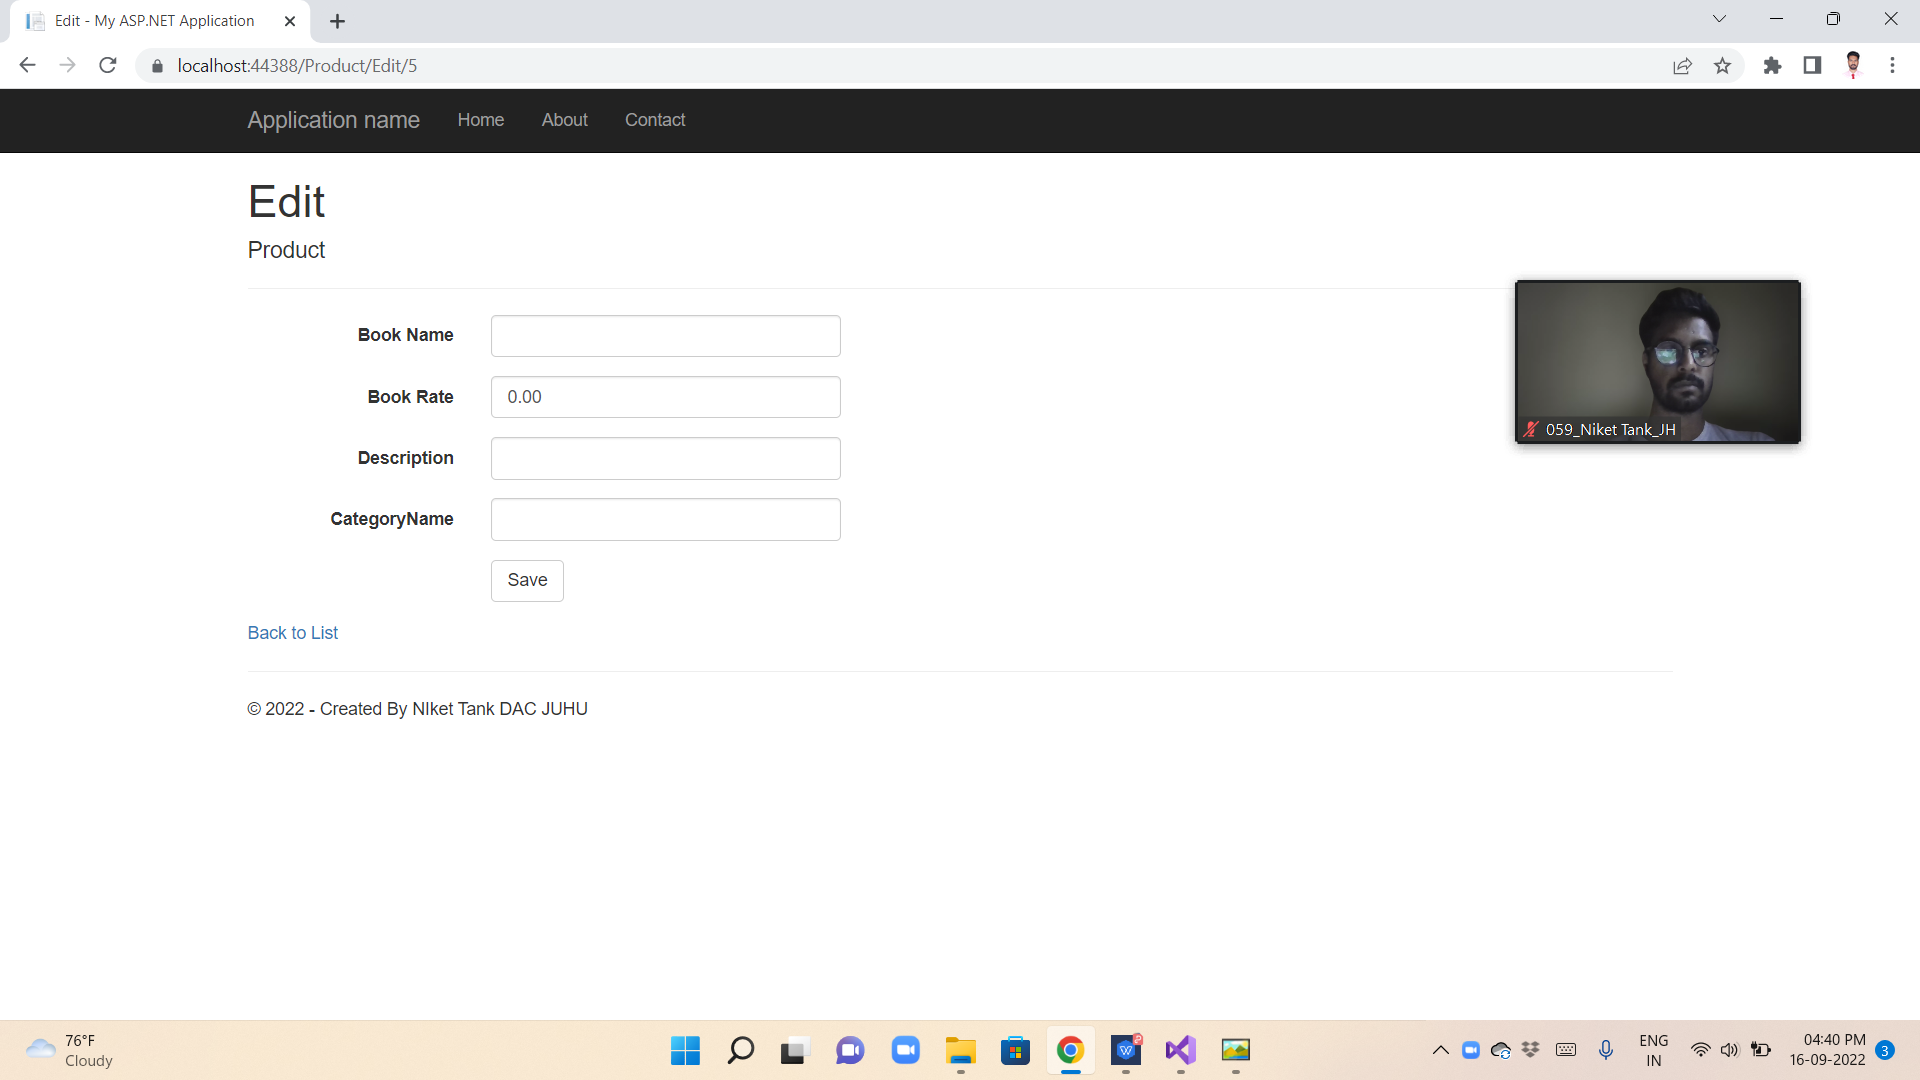 Edit - My ASP.NET Application
localhost:44388/Product/Edit/5
Application name Home About Contact
Edit
Product
Book Name
Book Rate 0.00
Description
CategoryName
Save
Back to List
© 2022 - Created By NIket Tank DAC JUHU
059_Niket Tank_JH
76°F
Cloudy
ENG
IN
04:40 PM
16-09-2022
3